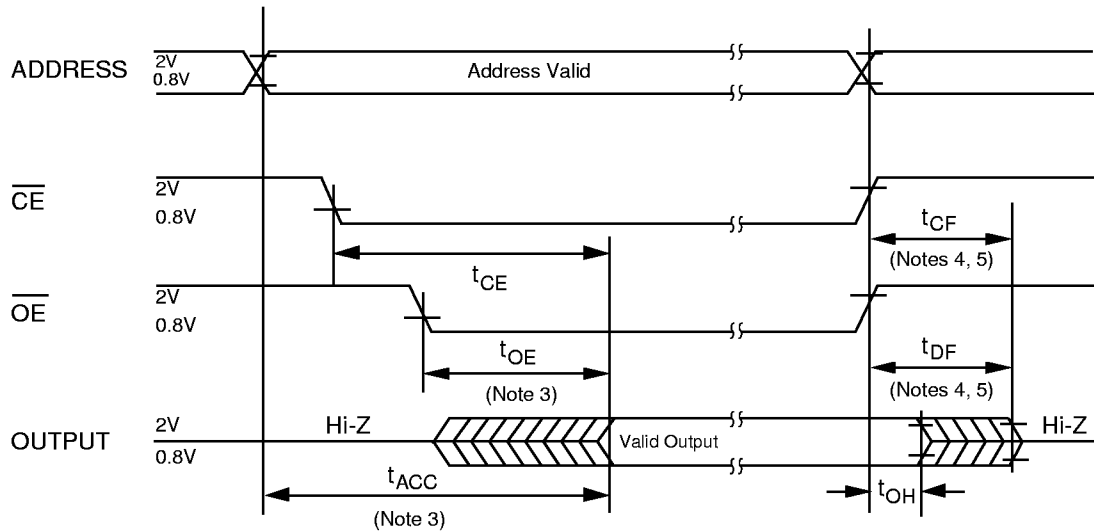 ADDRESS
2V
0.8V
Address Valid
CE
2V
0.8V
tCF
(Notes 4, 5)
tCE
OE
2V
0.8V
tOE
(Note 3)
tDF
(Notes 4, 5)
OUTPUT
2V
0.8V
Hi-Z
Valid Output
Hi-Z
tACC
(Note 3)
tOH